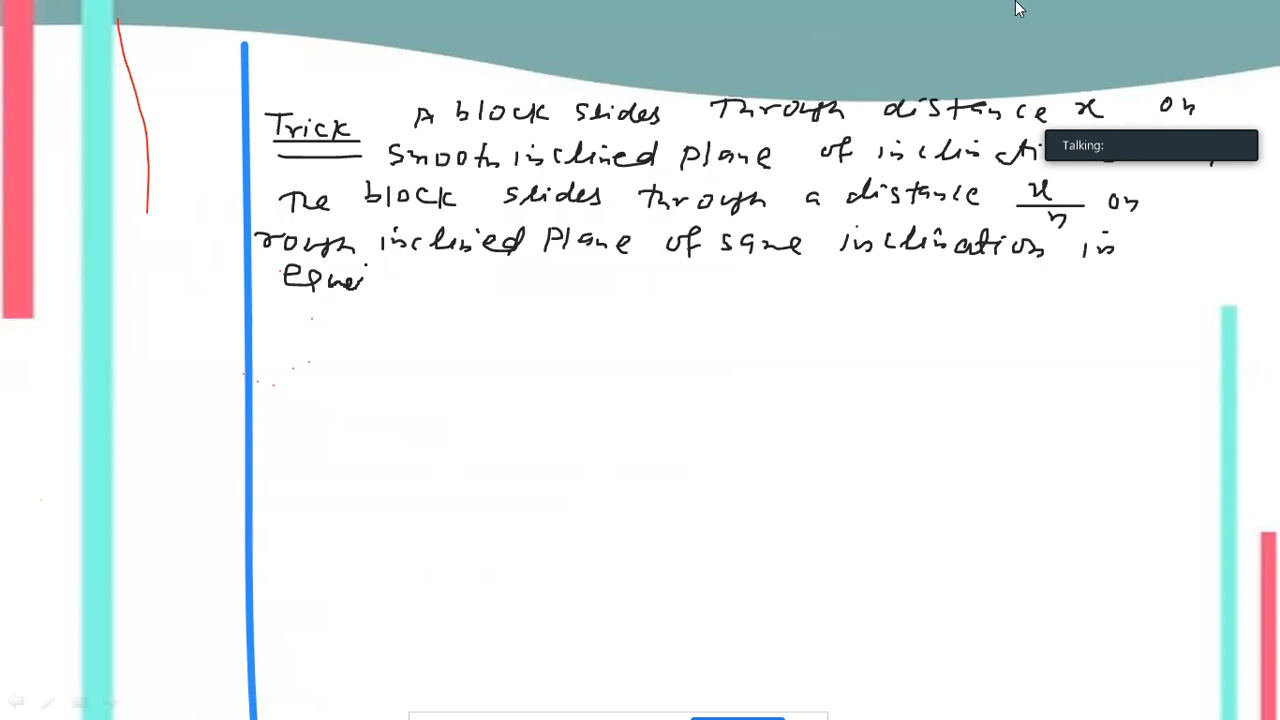 Trick A block slides Through distance x on
smooth inclined plane of
Talking:
The block slides through a distance x/n on
rough inclined plane of same inclination in